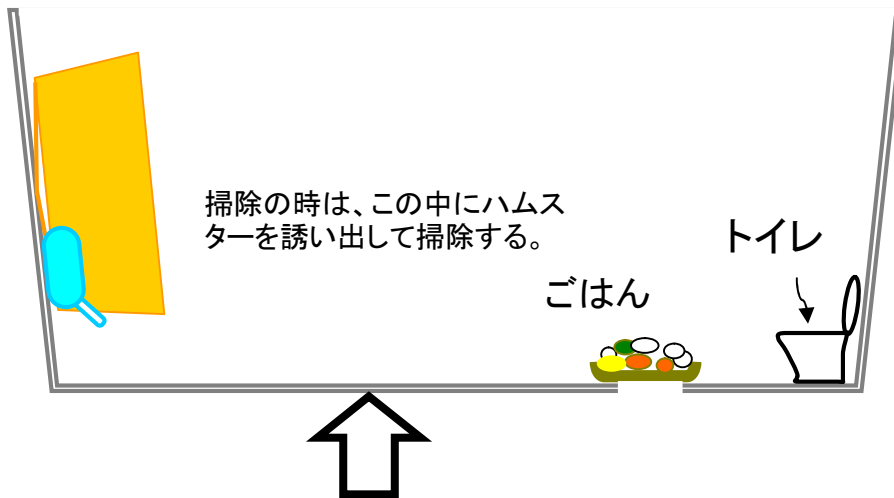 掃除の時は、この中にハムス
ターを誘い出して掃除する。
トイレ
ごはん